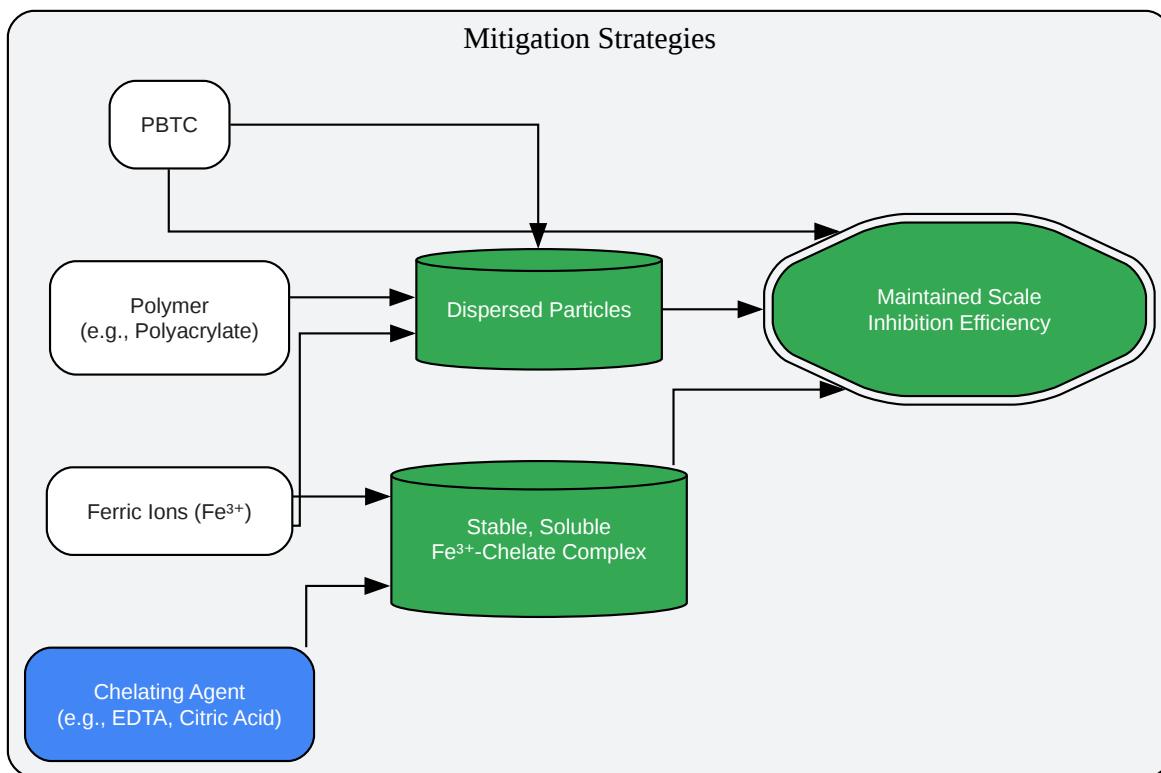 Mitigation Strategies
PBTC
Polymer
(e.g., Polyacrylate)
Dispersed Particles
Maintained Scale
Inhibition Efficiency
Ferric Ions (Fe³⁺)
Stable, Soluble
Fe³⁺-Chelate Complex
Chelating Agent
(e.g., EDTA, Citric Acid)